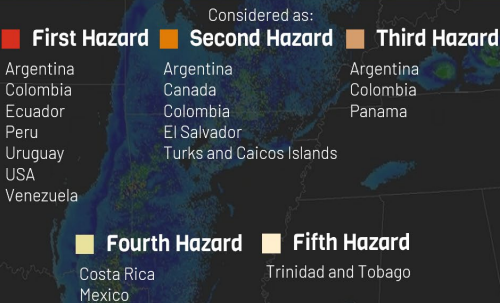 Considered as:
First Hazard
Argentina
Colombia
Ecuador
Peru
Uruguay
USA
Venezuela
Second Hazard
Argentina
Canada
Colombia
El Salvador
Turks and Caicos Islands
Third Hazard
Argentina
Colombia
Panama
Fourth Hazard
Costa Rica
Mexico
Fifth Hazard
Trinidad and Tobago